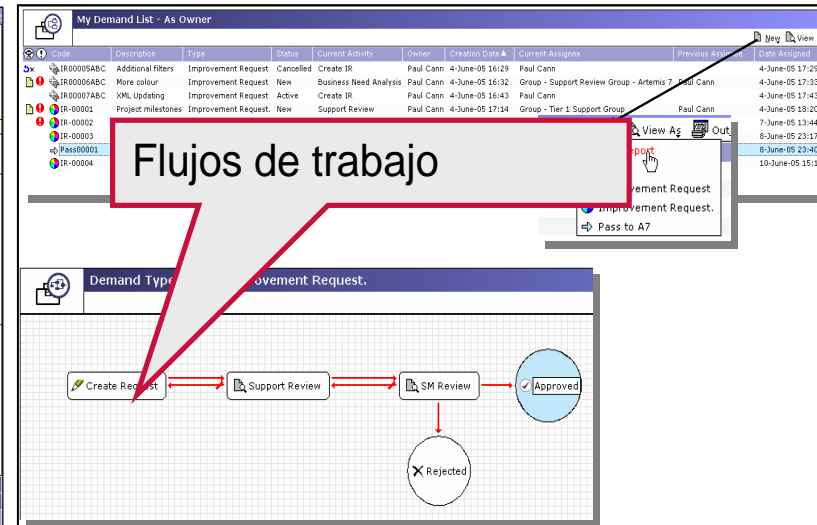 My Demand List - As Owner
New View
Code Description Type Status Current Activity Owner Creation Date Current Assignee Previous Assignee Date Assigned
IR00005ABC Additional filters Improvement Request Cancelled Create IR Paul Cann 4-June-05 16:29 Paul Cann 4-June-05 17:29
IR00006ABC More colour Improvement Request New Business Need Analysis Paul Cann 4-June-05 16:32 Group - Support Review Group - Artemis 7 Paul Cann 4-June-05 17:33
IR00007ABC XML Updating Improvement Request Active Create IR Paul Cann 4-June-05 16:43 Paul Cann 4-June-05 17:43
IR-00001 Project milestones Improvement Request. New Support Review Paul Cann 4-June-05 17:14 Group - Tier 1 Support Group Paul Cann 4-June-05 18:20
IR-00002 7-June-05 13:44
IR-00003 8-June-05 23:17
Pass00001 8-June-05 23:40
IR-00004 10-June-05 15:1
View As Out
Improvement Request
Improvement Request.
Pass to A7
Flujos de trabajo
Demand Type Improvement Request.
Create Request Support Review SM Review Approved
Rejected